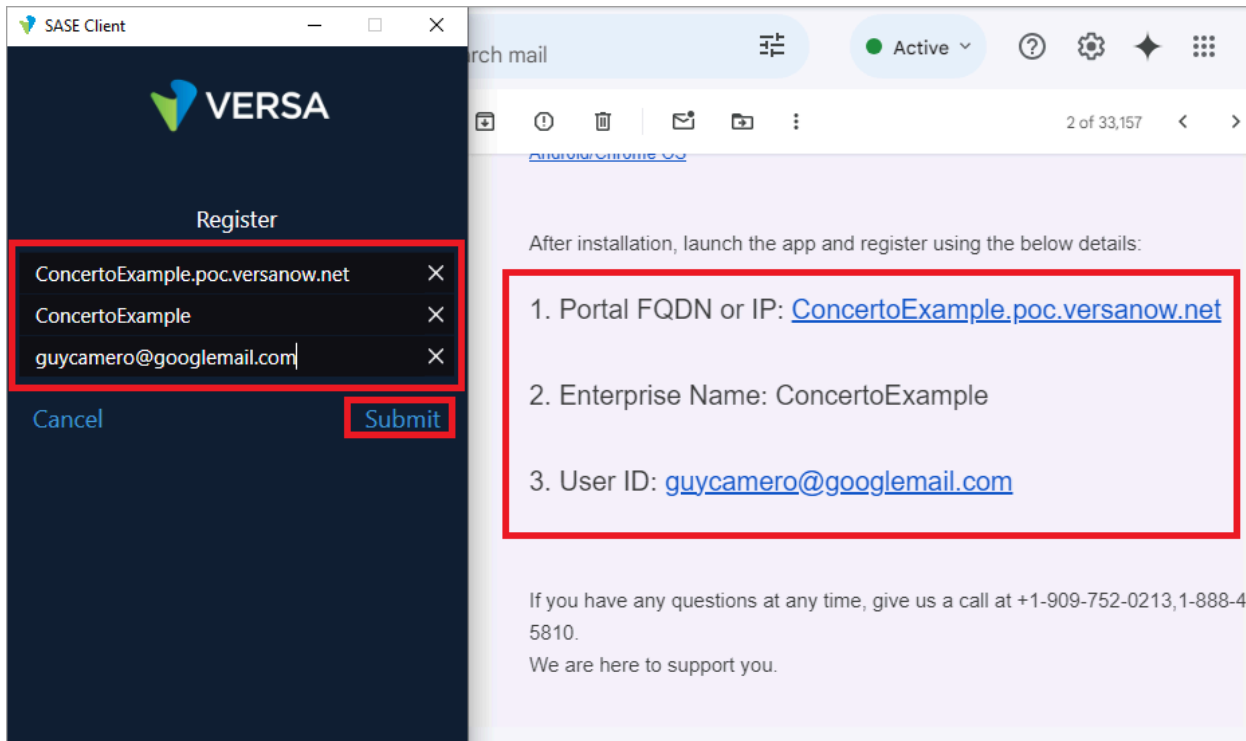 SASE Client
VERSA
Register
ConcertoExample.poc.versanow.net
ConcertoExample
guycamero@googlemail.com
Cancel
Submit
rch mail
Active
2 of 33,157
Android/Chrome OS
After installation, launch the app and register using the below details:
1. Portal FQDN or IP: ConcertoExample.poc.versanow.net
2. Enterprise Name: ConcertoExample
3. User ID: guycamero@googlemail.com
If you have any questions at any time, give us a call at +1-909-752-0213,1-888-4
5810.
We are here to support you.